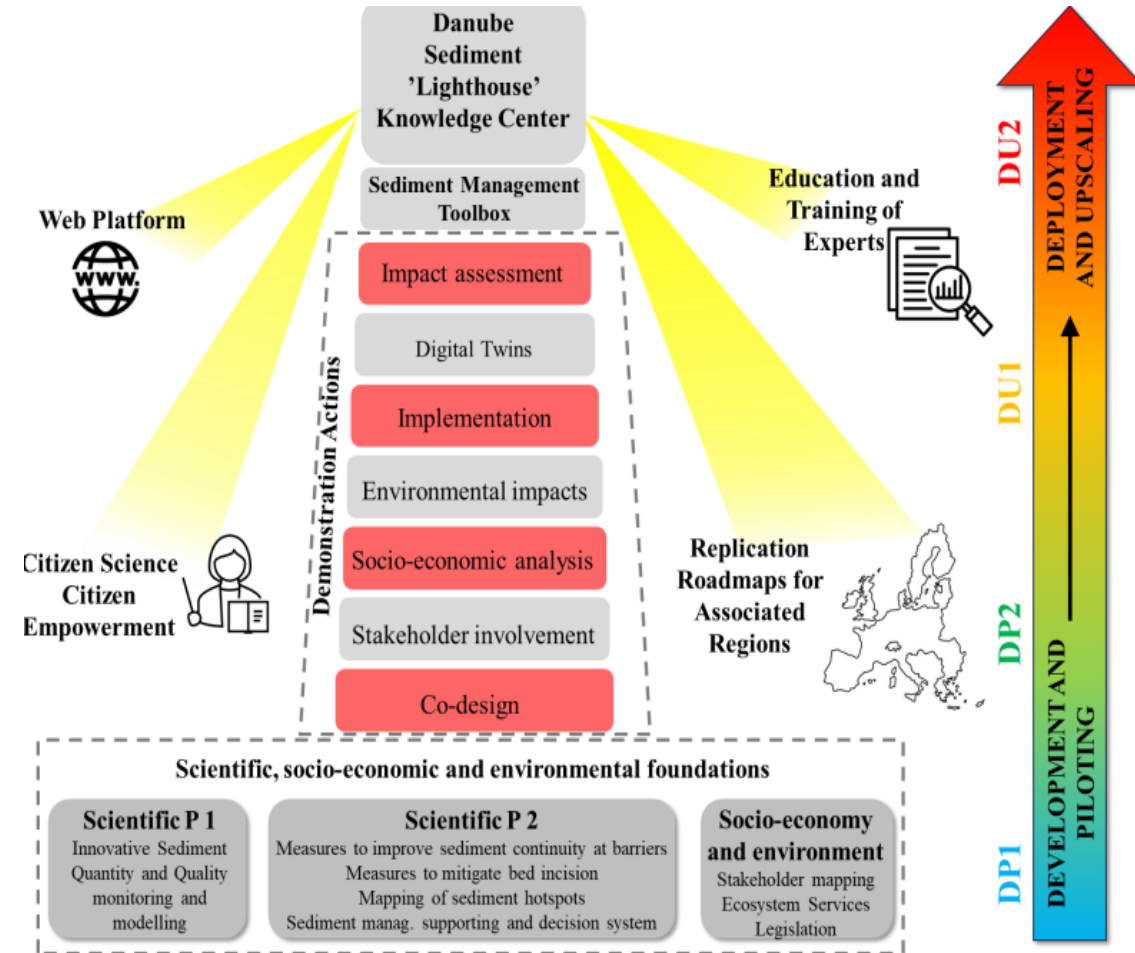 Danube
Sediment
’Lighthouse’
Knowledge Center
Sediment Management
Toolbox
Web Platform
WWW.
Education and
Training of
Experts
Impact assessment
Digital Twins
Implementation
Environmental impacts
Socio-economic analysis
Stakeholder involvement
Co-design
Demonstration Actions
Citizen Science
Citizen
Empowerment
Replication
Roadmaps for
Associated
Regions
Scientific, socio-economic and environmental foundations
Scientific P 1
Innovative Sediment
Quantity and Quality
monitoring and
modelling
Scientific P 2
Measures to improve sediment continuity at barriers
Measures to mitigate bed incision
Mapping of sediment hotspots
Sediment manag. supporting and decision system
Socio-economy
and environment
Stakeholder mapping
Ecosystem Services
Legislation
DU2
DU1
DP2
DP1
DEPLOYMENT
AND UPSCALING
DEVELOPMENT AND
PILOTING